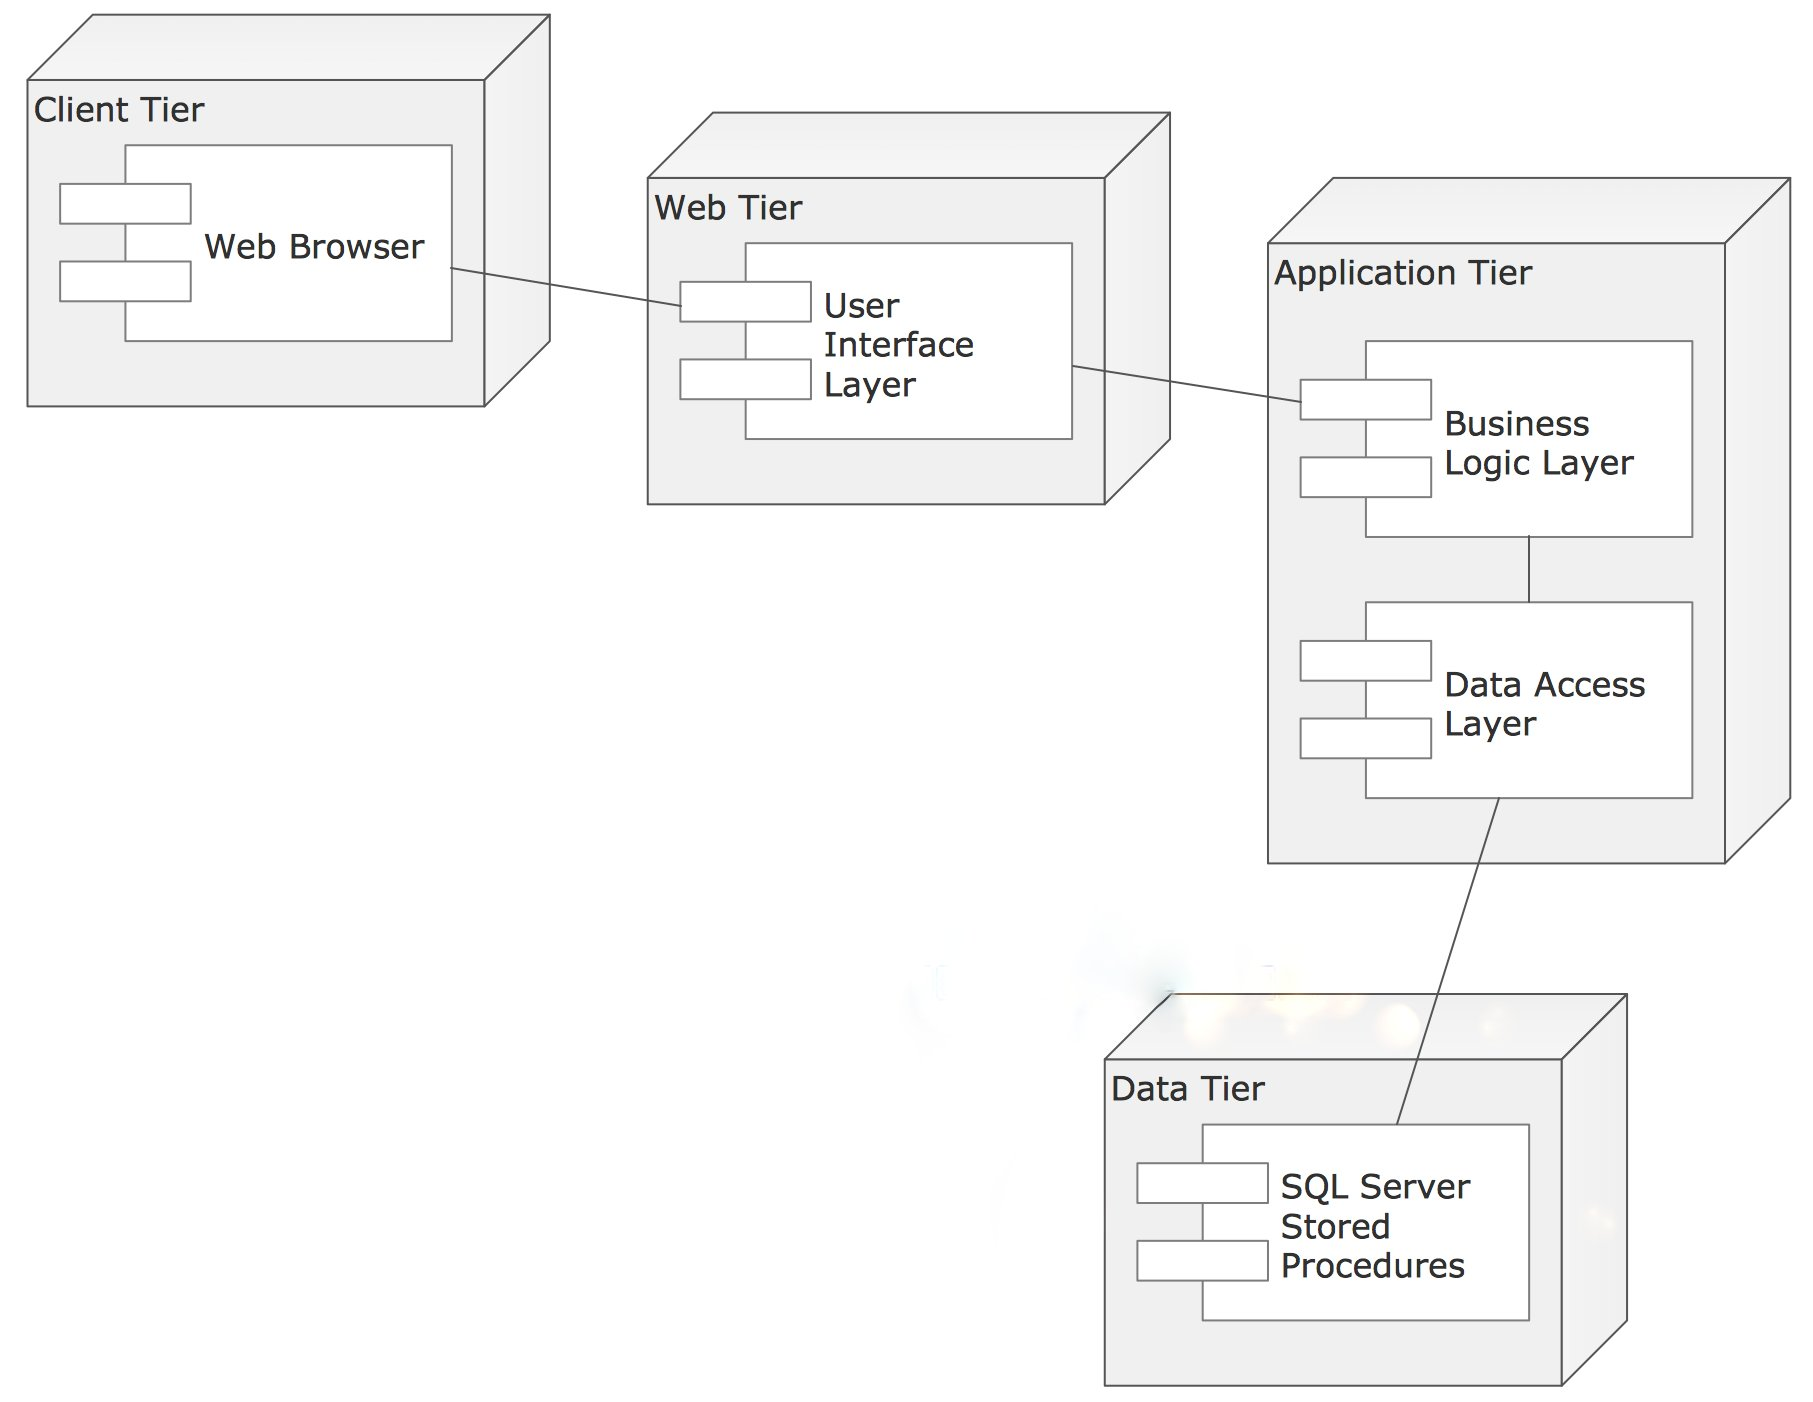 Client Tier
Web Browser
Web Tier
User
Interface
Layer
Application Tier
Business
Logic Layer
Data Access
Layer
Data Tier
SQL Server
Stored
Procedures